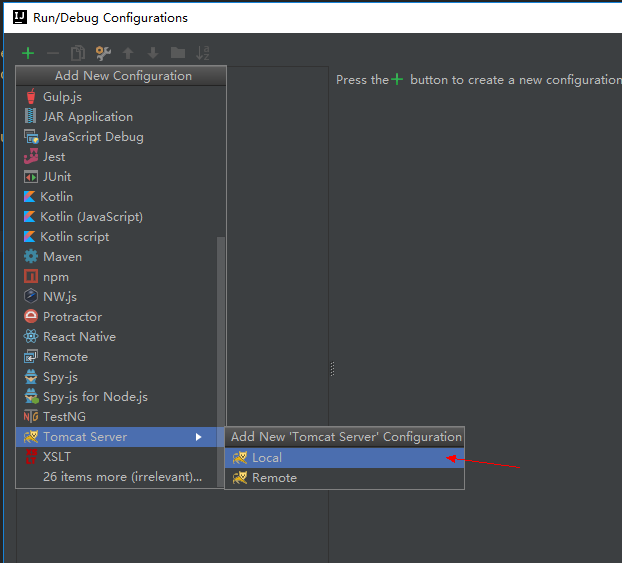 Run/Debug Configurations
Add New Configuration
Press the + button to create a new configuration
Gulp.js
JAR Application
JavaScript Debug
Jest
JUnit
Kotlin
Kotlin (JavaScript)
Kotlin script
Maven
npm
NW.js
Protractor
React Native
Remote
Spy-js
Spy-js for Node.js
TestNG
Tomcat Server
Add New 'Tomcat Server' Configuration
XSLT
Local
26 items more (irrelevant)...
Remote